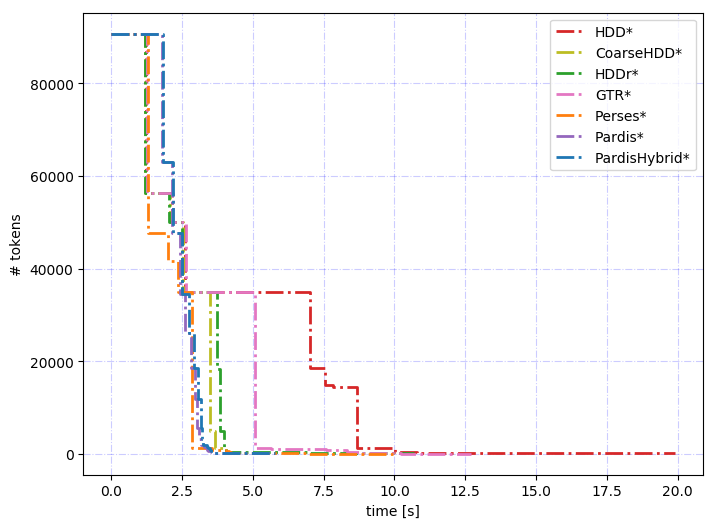 HDD*
CoarseHDD*
HDDr*
GTR*
Perses*
Pardis*
PardisHybrid*
80000
60000
40000
20000
0
# tokens
0.0 2.5 5.0 7.5 10.0 12.5 15.0 17.5 20.0
time [s]